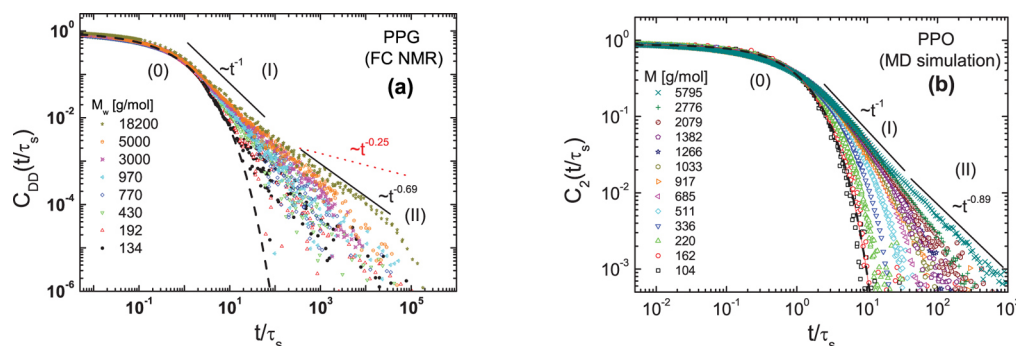 PPG
(FC NMR)
(a)
(0)
(I)
~t^-1
M_w [g/mol]
18200
5000
3000
970
770
430
192
134
~t^-0.25
~t^-0.69
(II)
C_DD(t/τ_s)
10^0
10^-2
10^-4
10^-6
10^-1
10^1
10^3
10^5
t/τ_s
PPO
(MD simulation)
(b)
(0)
M [g/mol]
5795
2776
2079
1382
1266
1033
917
685
511
336
220
162
104
~t^-1
(I)
(II)
~t^-0.89
C_2(t/τ_s)
10^0
10^-1
10^-2
10^-3
10^-2
10^-1
10^0
10^1
10^2
10^3
t/τ_s